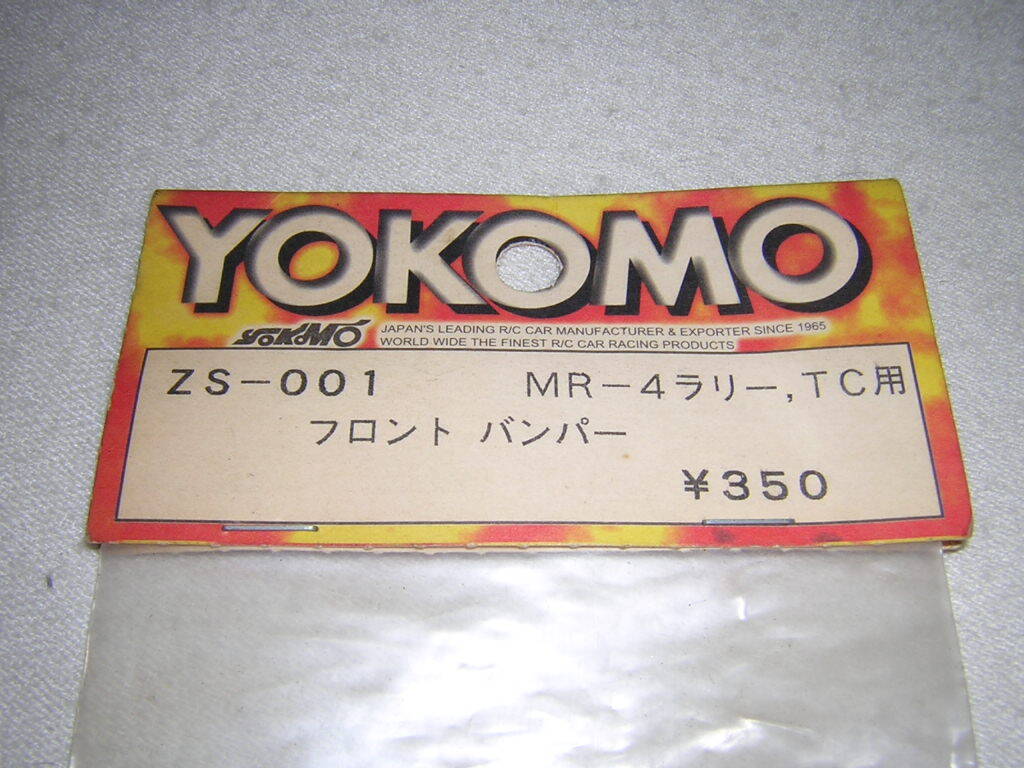 YOKOMO
YOKOMO JAPAN'S LEADING R/C CAR MANUFACTURER & EXPORTER SINCE 1965
WORLD WIDE THE FINEST R/C CAR RACING PRODUCTS
ZS-001 MR-4ラリー,TC用
フロント バンパー
¥350